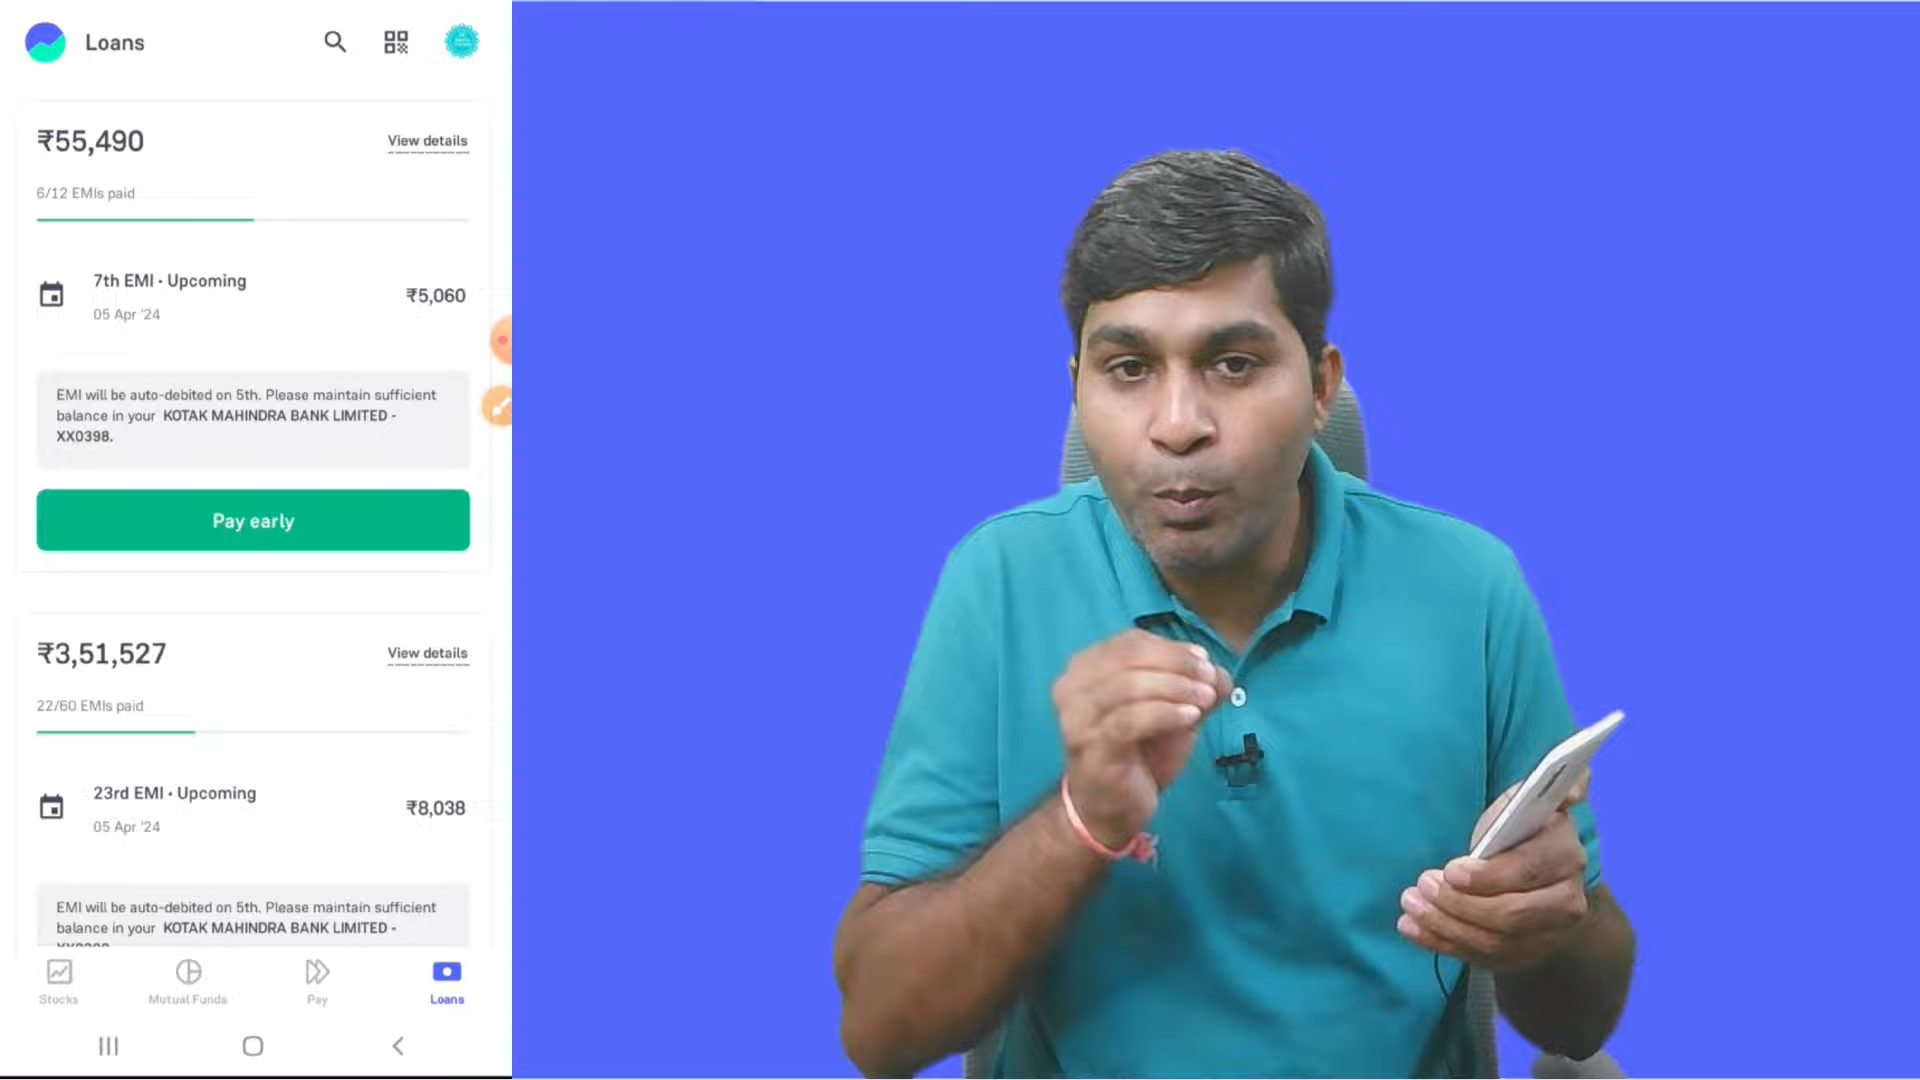 Loans
₹55,490
View details
6/12 EMIs paid
7th EMI • Upcoming
₹5,060
05 Apr '24
EMI will be auto-debited on 5th. Please maintain sufficient
balance in your KOTAK MAHINDRA BANK LIMITED -
XX0398.
Pay early
₹3,51,527
View details
22/60 EMIs paid
23rd EMI • Upcoming
₹8,038
05 Apr '24
EMI will be auto-debited on 5th. Please maintain sufficient
balance in your KOTAK MAHINDRA BANK LIMITED -
Stocks
Mutual Funds
Pay
Loans